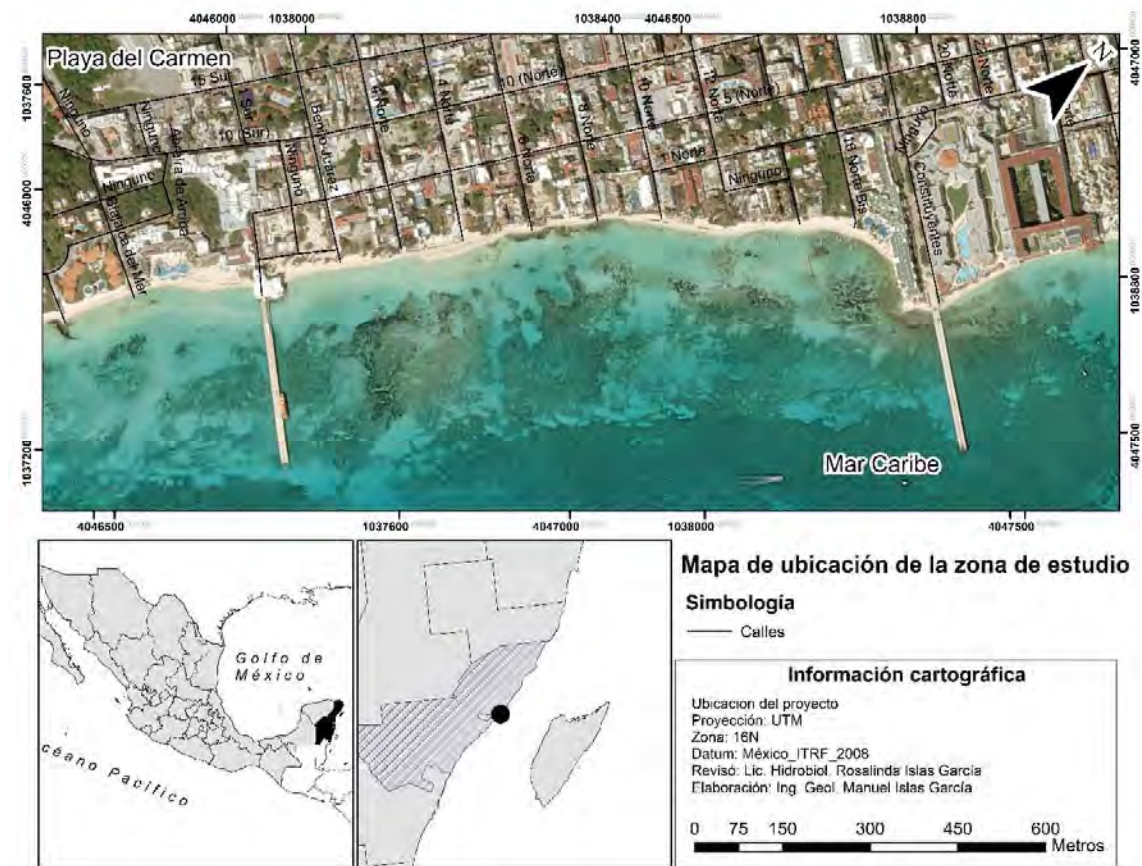 4046000 1038000 1038400 4046500 1038800
Playa del Carmen
N
4047000
1037600
15 Sur
10 (Norte)
5 (Norte)
20 Norte
Ninguno
Ninguno
Sur
10 (Sur)
Benito Juarez
4 Norte
8 Norte
10 Norte
12 Norte
Ninguno
1 Norte
Ninguno
Ninguno
Ninguno
16 Norte Bis
Constituyentes
6 Norte
4046000
1038800
Mar Caribe
1037200
4047500
4046500 1037600 4047000 1038000 4047500
Golfo de
México
céano Pacífico
Mapa de ubicación de la zona de estudio
Simbología
Calles
Información cartográfica
Ubicacion del proyecto
Proyección: UTM
Zona: 16N
Datum: México_ITRF_2008
Revisó: Lic. Hidrobiol. Rosalinda Islas García
Elaboración: Ing. Geol. Manuel Islas García
0 75 150 300 450 600
Metros